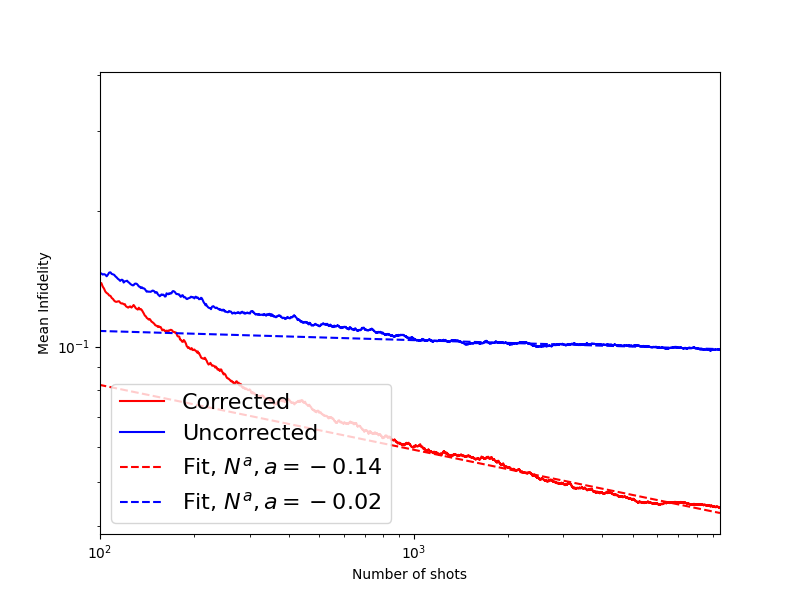 10⁻¹
Mean Infidelity
Corrected
Uncorrected
Fit, Nᵃ, a = −0.14
Fit, Nᵃ, a = −0.02
10² 10³
Number of shots